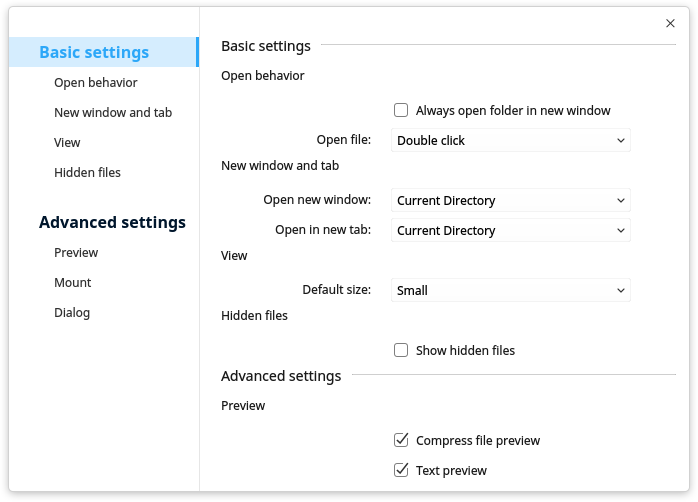 Basic settings
Open behavior
New window and tab
View
Hidden files
Advanced settings
Preview
Mount
Dialog
Basic settings
Open behavior
Always open folder in new window
Open file: Double click
New window and tab
Open new window: Current Directory
Open in new tab: Current Directory
View
Default size: Small
Hidden files
Show hidden files
Advanced settings
Preview
Compress file preview
Text preview